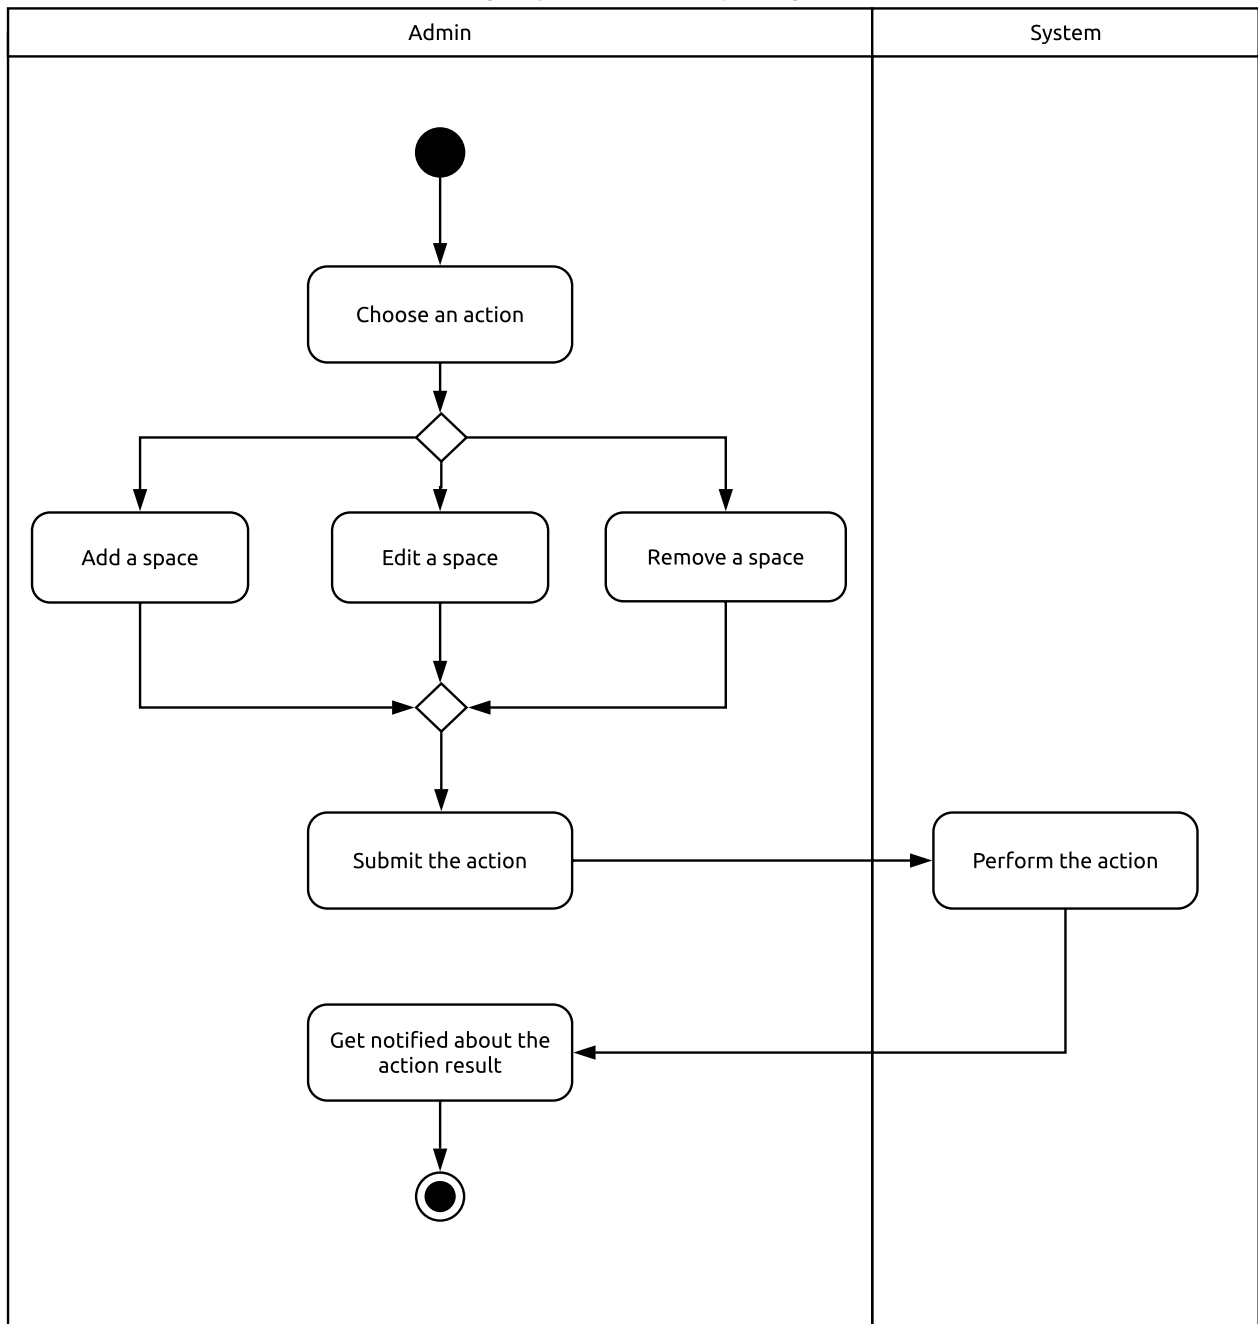 Admin
System
Choose an action
Add a space
Edit a space
Remove a space
Submit the action
Perform the action
Get notified about the
action result